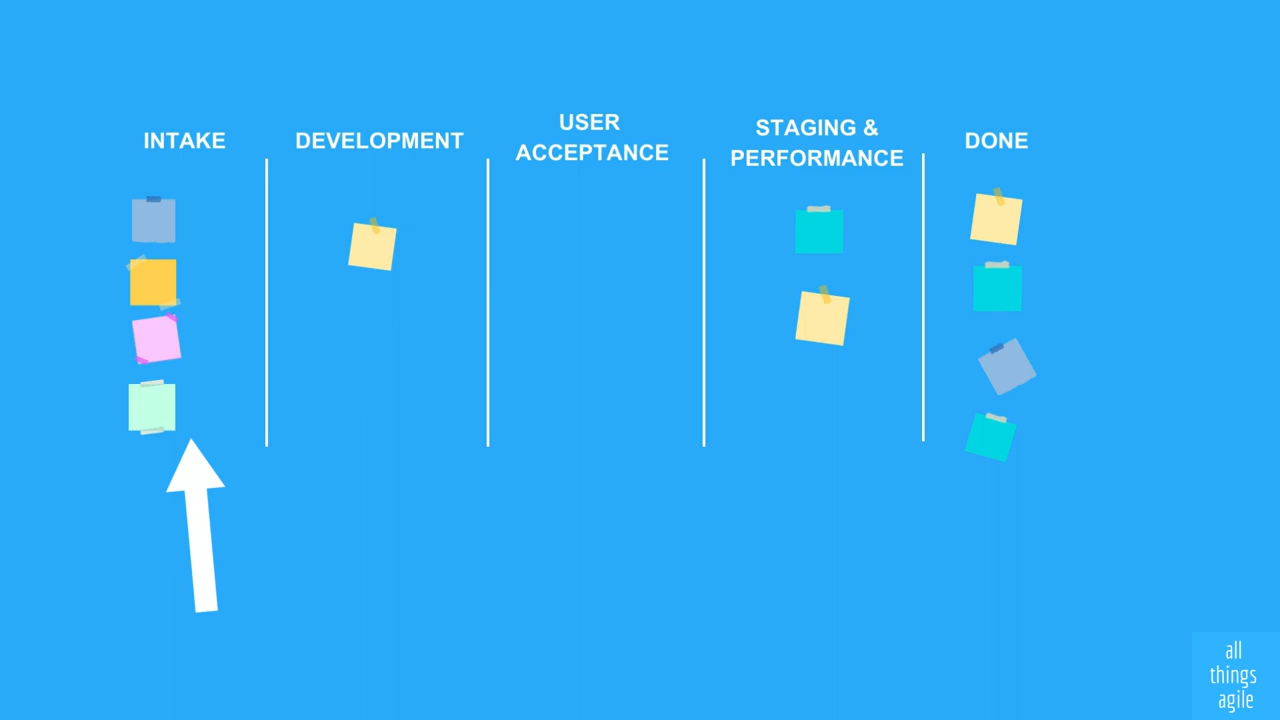 INTAKE
DEVELOPMENT
USER
ACCEPTANCE
STAGING &
PERFORMANCE
DONE
all
things
agile